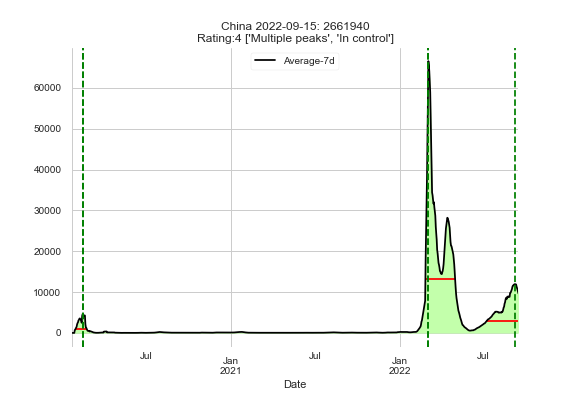 China 2022-09-15: 2661940
Rating:4 ['Multiple peaks', 'In control']
Average-7d
60000
50000
40000
30000
20000
10000
0
Jul
Jan
2021
Jul
Jan
2022
Jul
Date